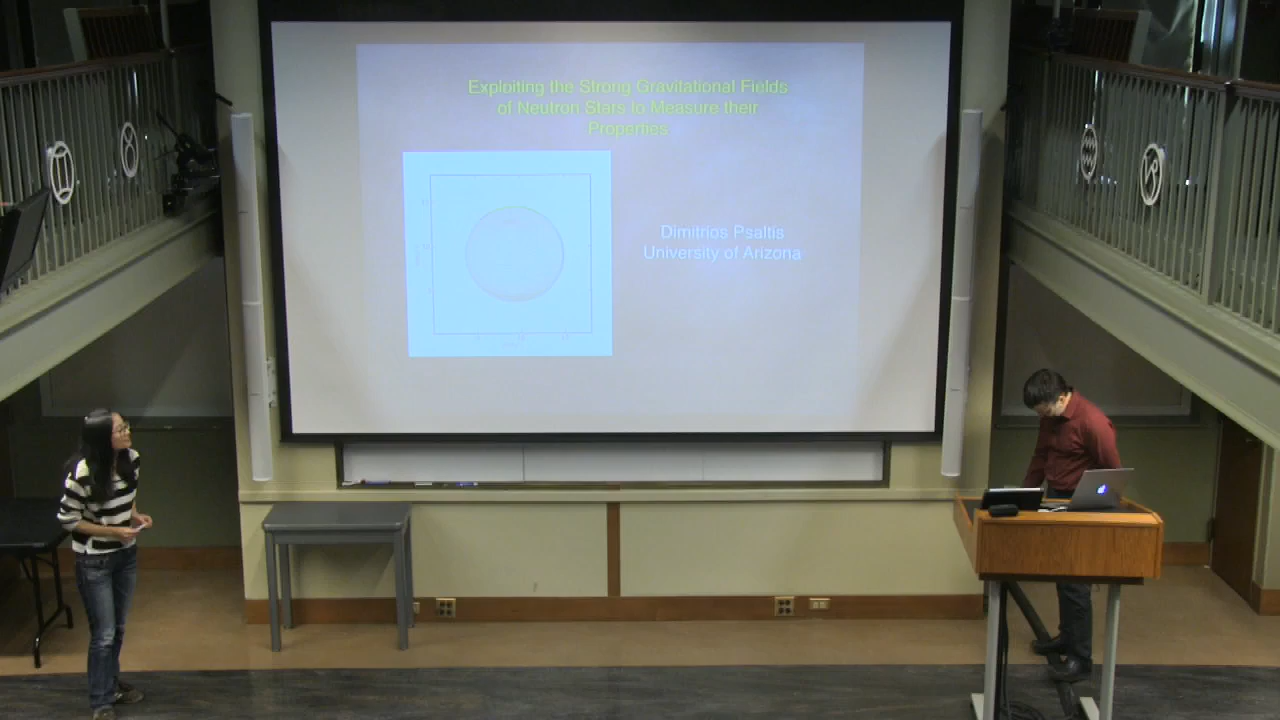 Exploiting the Strong Gravitational Fields
of Neutron Stars to Measure their
Properties
Dimitrios Psaltis
University of Arizona